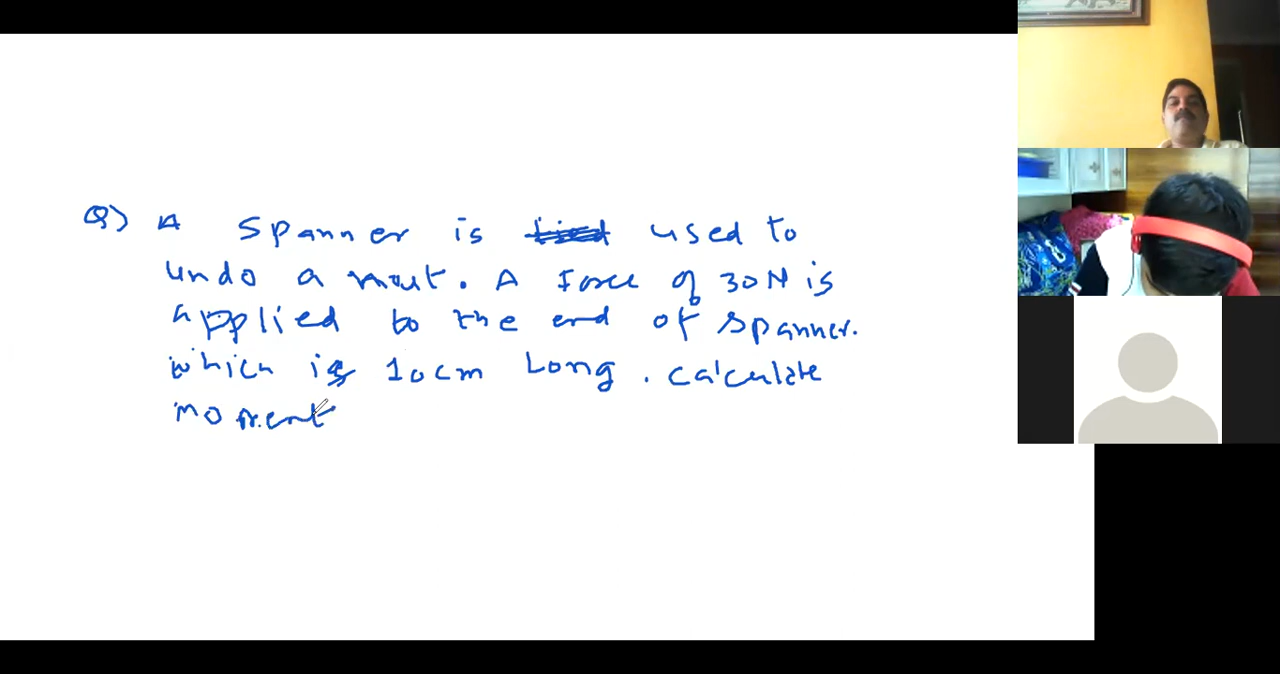 Q) A spanner is used to
undo a nout. A Force of 30N is
applied to the end of spanner.
which is 10cm Long. calculate
moment